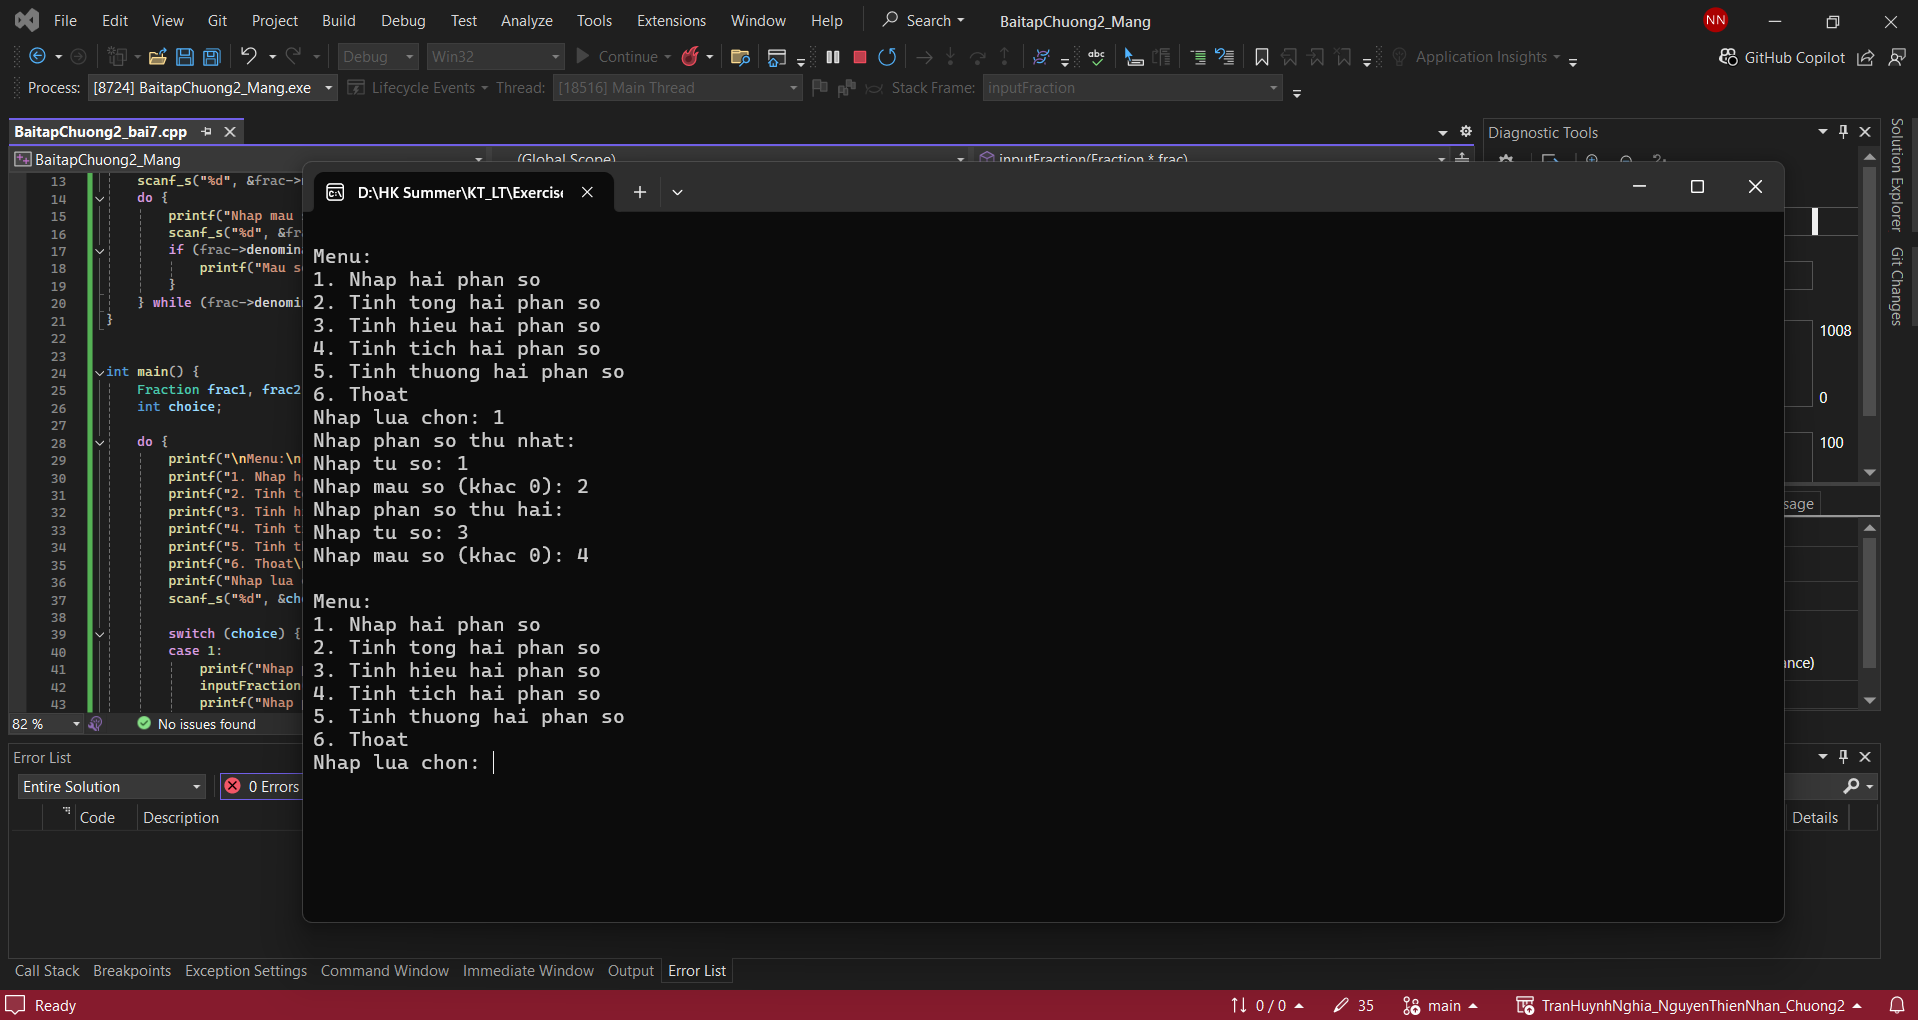 File Edit View Git Project Build Debug Test Analyze Tools Extensions Window Help Search BaitapChuong2_Mang NN
Debug Win32 Continue abc Application Insights GitHub Copilot
Process: [8724] BaitapChuong2_Mang.exe Lifecycle Events Thread: [18516] Main Thread Stack Frame: inputFraction
BaitapChuong2_bai7.cpp
BaitapChuong2_Mang (Global Scope) inputFraction(Fraction * frac)
13 scanf_s("%d", &frac->
14 do {
15 printf("Nhap mau
16 scanf_s("%d", &fr
17 if (frac->denomin
18 printf("Mau s
19 }
20 } while (frac->denomi
21 }
22
23
24 int main() {
25 Fraction frac1, frac2
26 int choice;
27
28 do {
29 printf("\nMenu:\n
30 printf("1. Nhap h
31 printf("2. Tinh t
32 printf("3. Tinh h
33 printf("4. Tinh t
34 printf("5. Tinh t
35 printf("6. Thoat\
36 printf("Nhap lua
37 scanf_s("%d", &ch
38
39 switch (choice) {
40 case 1:
41 printf("Nhap
42 inputFraction
43 printf("Nhap
82 % No issues found
D:\HK Summer\KT_LT\Exercise
Menu:
1. Nhap hai phan so
2. Tinh tong hai phan so
3. Tinh hieu hai phan so
4. Tinh tich hai phan so
5. Tinh thuong hai phan so
6. Thoat
Nhap lua chon: 1
Nhap phan so thu nhat:
Nhap tu so: 1
Nhap mau so (khac 0): 2
Nhap phan so thu hai:
Nhap tu so: 3
Nhap mau so (khac 0): 4
Menu:
1. Nhap hai phan so
2. Tinh tong hai phan so
3. Tinh hieu hai phan so
4. Tinh tich hai phan so
5. Tinh thuong hai phan so
6. Thoat
Nhap lua chon:
Diagnostic Tools
1008
0
100
sage
nce)
Solution Explorer
Git Changes
Error List
Entire Solution 0 Errors
Code Description Details
Call Stack Breakpoints Exception Settings Command Window Immediate Window Output Error List
Ready 0 / 0 35 main TranHuynhNghia_NguyenThienNhan_Chuong2